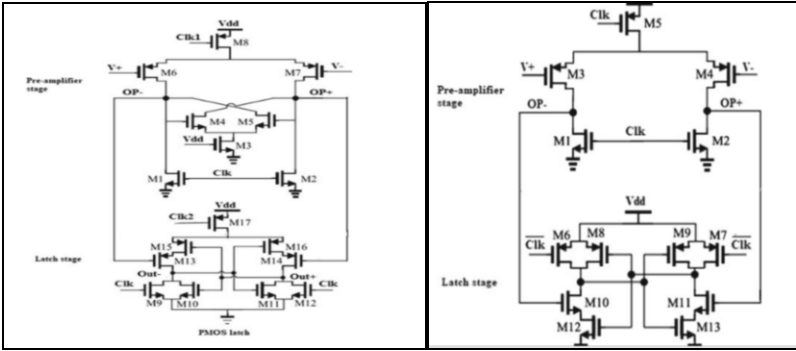 Vdd
Clk1
M8
V+
M6
M7
V-
Pre-amplifier
stage
OP-
OP+
M4
M5
Vdd
M3
M1
Clk
M2
Vdd
Clk2
M17
M15
M16
M13
M14
Latch stage
Out-
Out+
Clk
Clk
M9
M10
M11
M12
PMOS latch
Clk
M5
V+
M3
M4
V-
Pre-amplifier
stage
OP-
OP+
Clk
M1
M2
Vdd
M6
M8
M9
M7
Clk
Clk
Latch stage
M10
M11
M12
M13